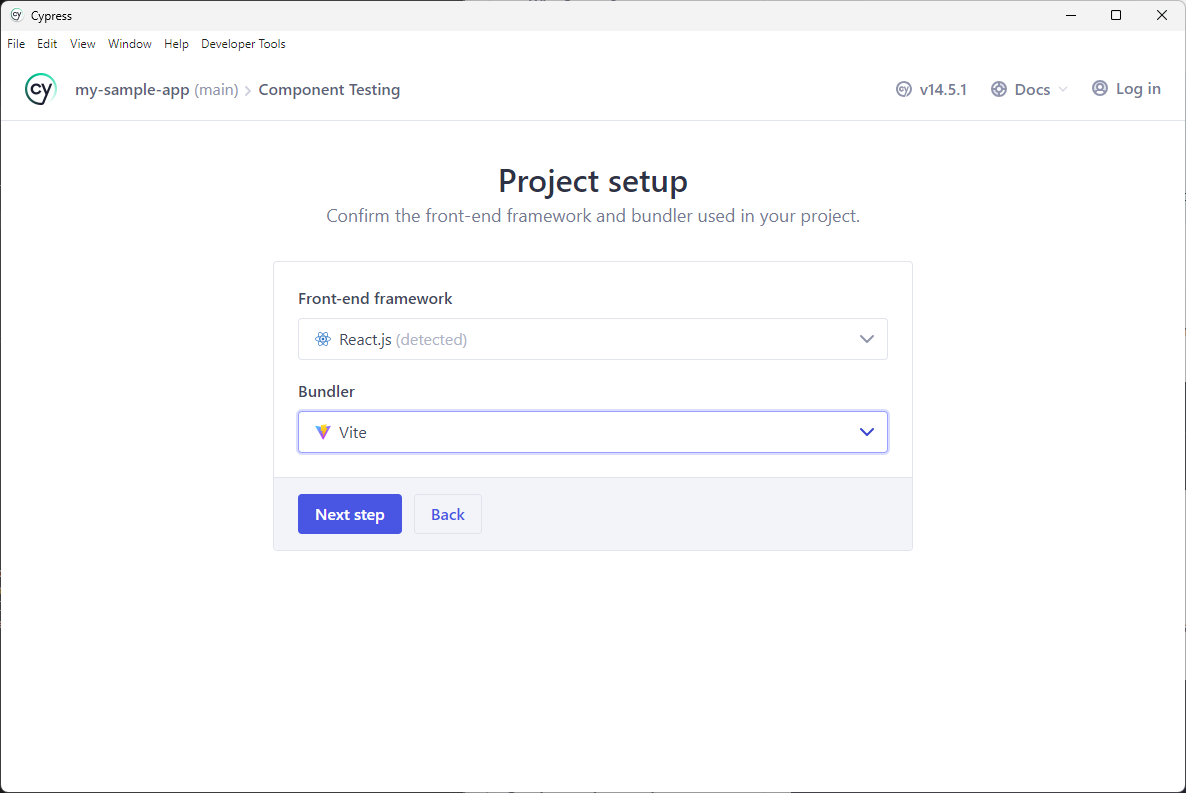 Cypress
File Edit View Window Help Developer Tools
cy my-sample-app (main) > Component Testing v14.5.1 Docs Log in
Project setup
Confirm the front-end framework and bundler used in your project.
Front-end framework
React.js (detected)
Bundler
Vite
Next step Back